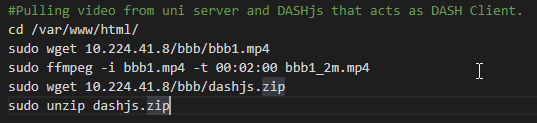 #Pulling video from uni server and DASHjs that acts as DASH Client.
cd /var/www/html/
sudo wget 10.224.41.8/bbb/bbb1.mp4
sudo ffmpeg -i bbb1.mp4 -t 00:02:00 bbb1_2m.mp4
sudo wget 10.224.41.8/bbb/dashjs.zip
sudo unzip dashjs.zip